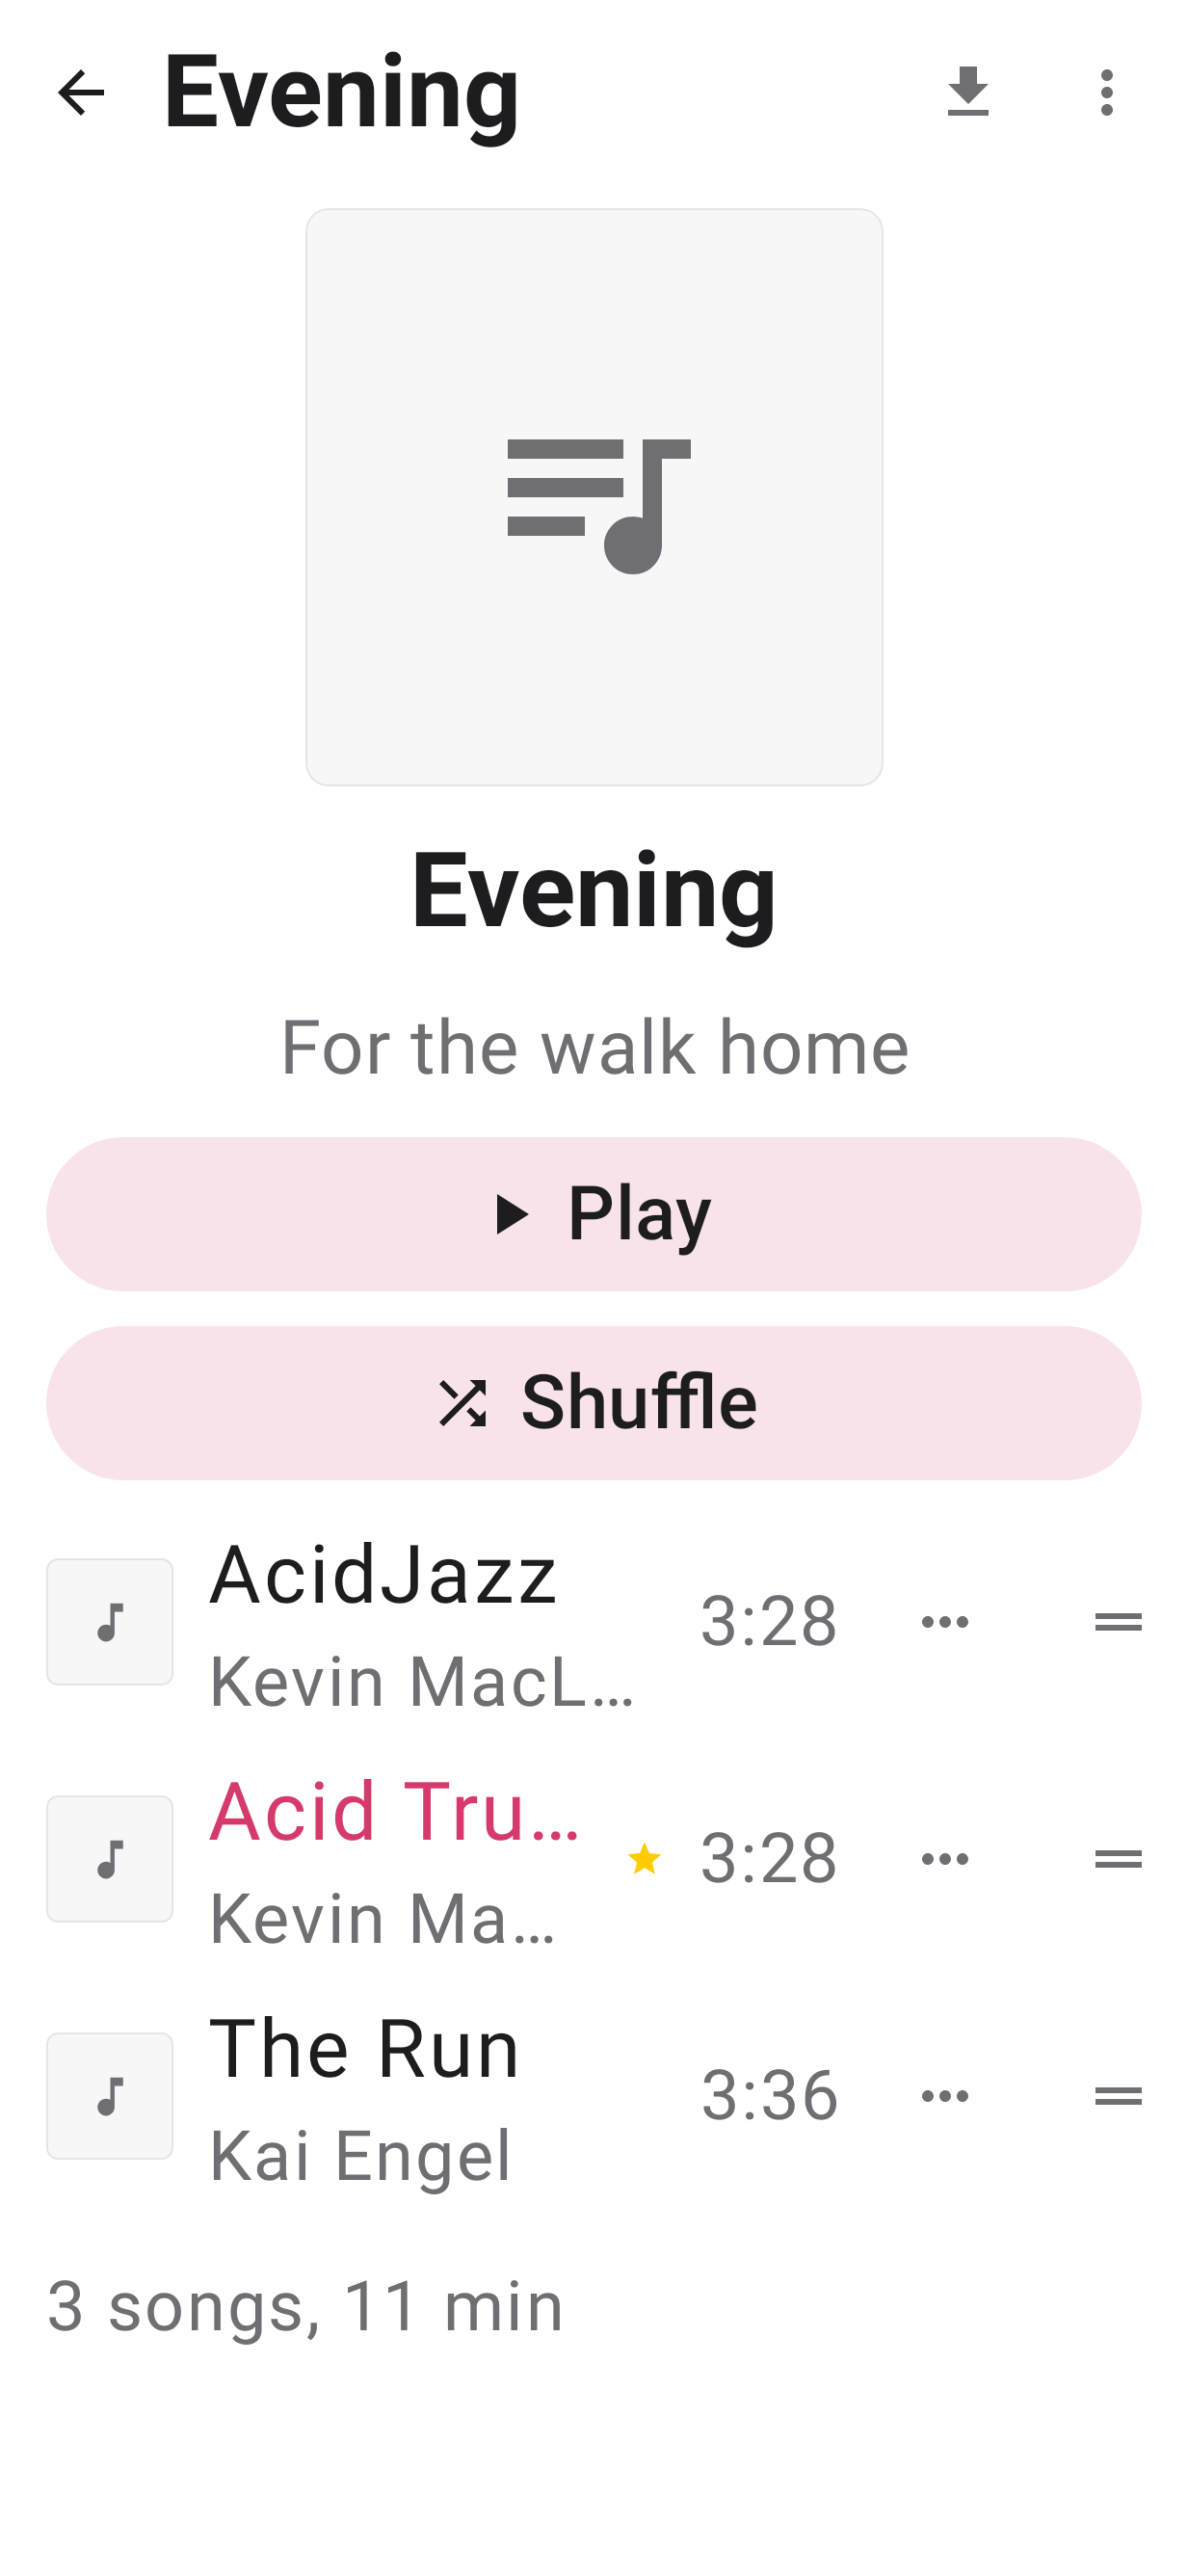 Evening
Evening
For the walk home
Play
Shuffle
AcidJazz
3:28
Kevin MacL…
Acid Tru…
3:28
Kevin Ma…
The Run
3:36
Kai Engel
3 songs, 11 min